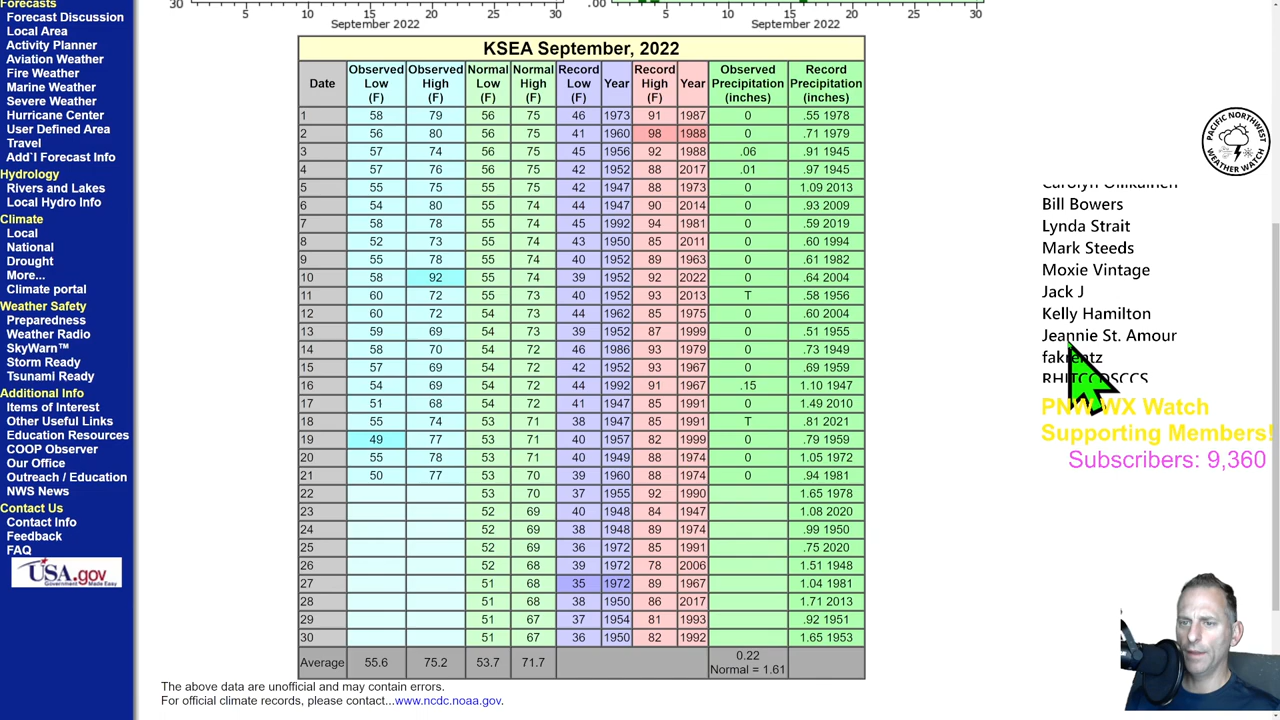 Forecasts
Forecast Discussion
Local Area
Activity Planner
Aviation Weather
Fire Weather
Marine Weather
Severe Weather
Hurricane Center
User Defined Area
Travel
Add`l Forecast Info
Hydrology
Rivers and Lakes
Local Hydro Info
Climate
Local
National
Drought
More...
Climate portal
Weather Safety
Preparedness
Weather Radio
SkyWarn™
Storm Ready
Tsunami Ready
Additional Info
Items of Interest
Other Useful Links
Education Resources
COOP Observer
Our Office
Outreach / Education
NWS News
Contact Us
Contact Info
Feedback
FAQ
USA.gov
Government Made Easy
30 .00
5 10 15 20 25 30 5 10 15 20 25 30
September 2022 September 2022
KSEA September, 2022
Date Observed Low (F) Observed High (F) Normal Low (F) Normal High (F) Record Low (F) Year Record High (F) Year Observed Precipitation (inches) Record Precipitation (inches)
1 58 79 56 75 46 1973 91 1987 0 .55 1978
2 56 80 56 75 41 1960 98 1988 0 .71 1979
3 57 74 56 75 45 1956 92 1988 .06 .91 1945
4 57 76 56 75 42 1952 88 2017 .01 .97 1945
5 55 75 55 75 42 1947 88 1973 0 1.09 2013
6 54 80 55 74 44 1947 90 2014 0 .93 2009
7 58 78 55 74 45 1992 94 1981 0 .59 2019
8 52 73 55 74 43 1950 85 2011 0 .60 1994
9 55 78 55 74 40 1952 89 1963 0 .61 1982
10 58 92 55 74 39 1952 92 2022 0 .64 2004
11 60 72 55 73 40 1952 93 2013 T .58 1956
12 60 72 54 73 44 1962 85 1975 0 .60 2004
13 59 69 54 73 39 1952 87 1999 0 .51 1955
14 58 70 54 72 46 1986 93 1979 0 .73 1949
15 57 69 54 72 42 1952 93 1967 0 .69 1959
16 52 69 54 72 44 1992 91 1967 .15 1.10 1947
17 51 68 54 72 41 1947 85 1991 0 1.49 2010
18 55 74 53 71 38 1947 85 1991 T .81 2021
19 49 77 53 71 40 1957 82 1999 0 .79 1959
20 55 78 53 71 40 1949 88 1974 0 1.05 1972
21 51 70 53 70 39 1960 88 1974 0 .94 1981
22 53 70 37 1955 92 1990 1.65 1978
23 52 69 40 1948 84 1947 1.08 2020
24 52 69 38 1948 89 1974 .99 1950
25 52 69 36 1972 85 1991 .75 2020
26 52 68 39 1972 78 2006 1.51 1948
27 51 68 35 1972 89 1967 1.04 1981
28 51 68 38 1950 86 2017 1.71 2013
29 51 67 37 1954 81 1993 .92 1951
30 51 67 36 1950 82 1992 1.65 1953
Average 55.6 75.2 53.7 71.7 0.22 Normal = 1.61
The above data are unofficial and may contain errors.
For official climate records, please contact...www.ncdc.noaa.gov.
PACIFIC NORTHWEST
WEATHER WATCH
Bill Bowers
Lynda Strait
Mark Steeds
Moxie Vintage
Jack J
Kelly Hamilton
Jeannie St. Amour
PNW WX Watch
Supporting Members!
Subscribers: 9,360